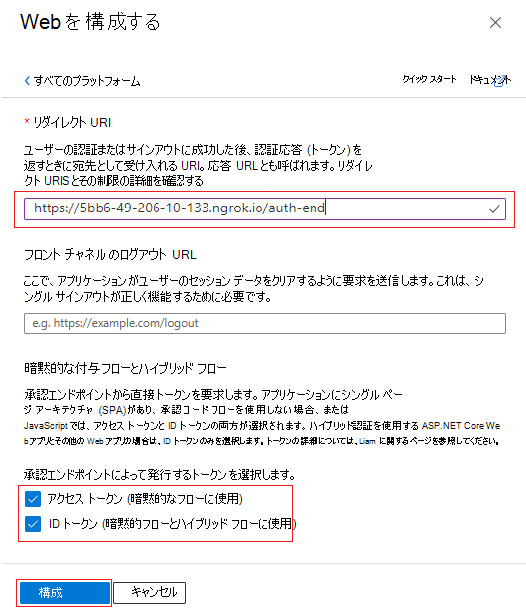 Webを構成する
すべてのプラットフォーム
クイック スタート
ドキュメント
* リダイレクト URI
ユーザーの認証またはサインアウトに成功した後、認証応答 (トークン) を
返すときに宛先として受け入れる URI。応答 URLとも呼ばれます。リダイレ
クト URISとその制限の詳細を確認する
https://5bb6-49-206-10-133.ngrok.io/auth-end
フロント チャネルのログアウト URL
ここで、アプリケーションがユーザーのセッション データをクリアするように要求を送信します。これは、シ
ングル サインアウトが正しく機能するために必要です。
e.g. https://example.com/logout
暗黙的な付与フローとハイブリッド フロー
承認エンドポイントから直接トークンを要求します。アプリケーションにシングル ペー
ジ アーキテクチャ (SPA)があり、承認コードフローを使用しない場合、または
JavaScriptでは、アクセス トークンと ID トークンの両方が選択されます。ハイブリッド認証を使用する ASP.NET Core We
bアプリとその他の Web アプリの場合は、ID トークンのみを選択します。トークンの詳細については、Liam に関するページを参照してください。
承認エンドポイントによって発行するトークンを選択します。
アクセス トークン (暗黙的なフローに使用)
ID トークン (暗黙的フローとハイブリッド フローに使用)
構成
キャンセル